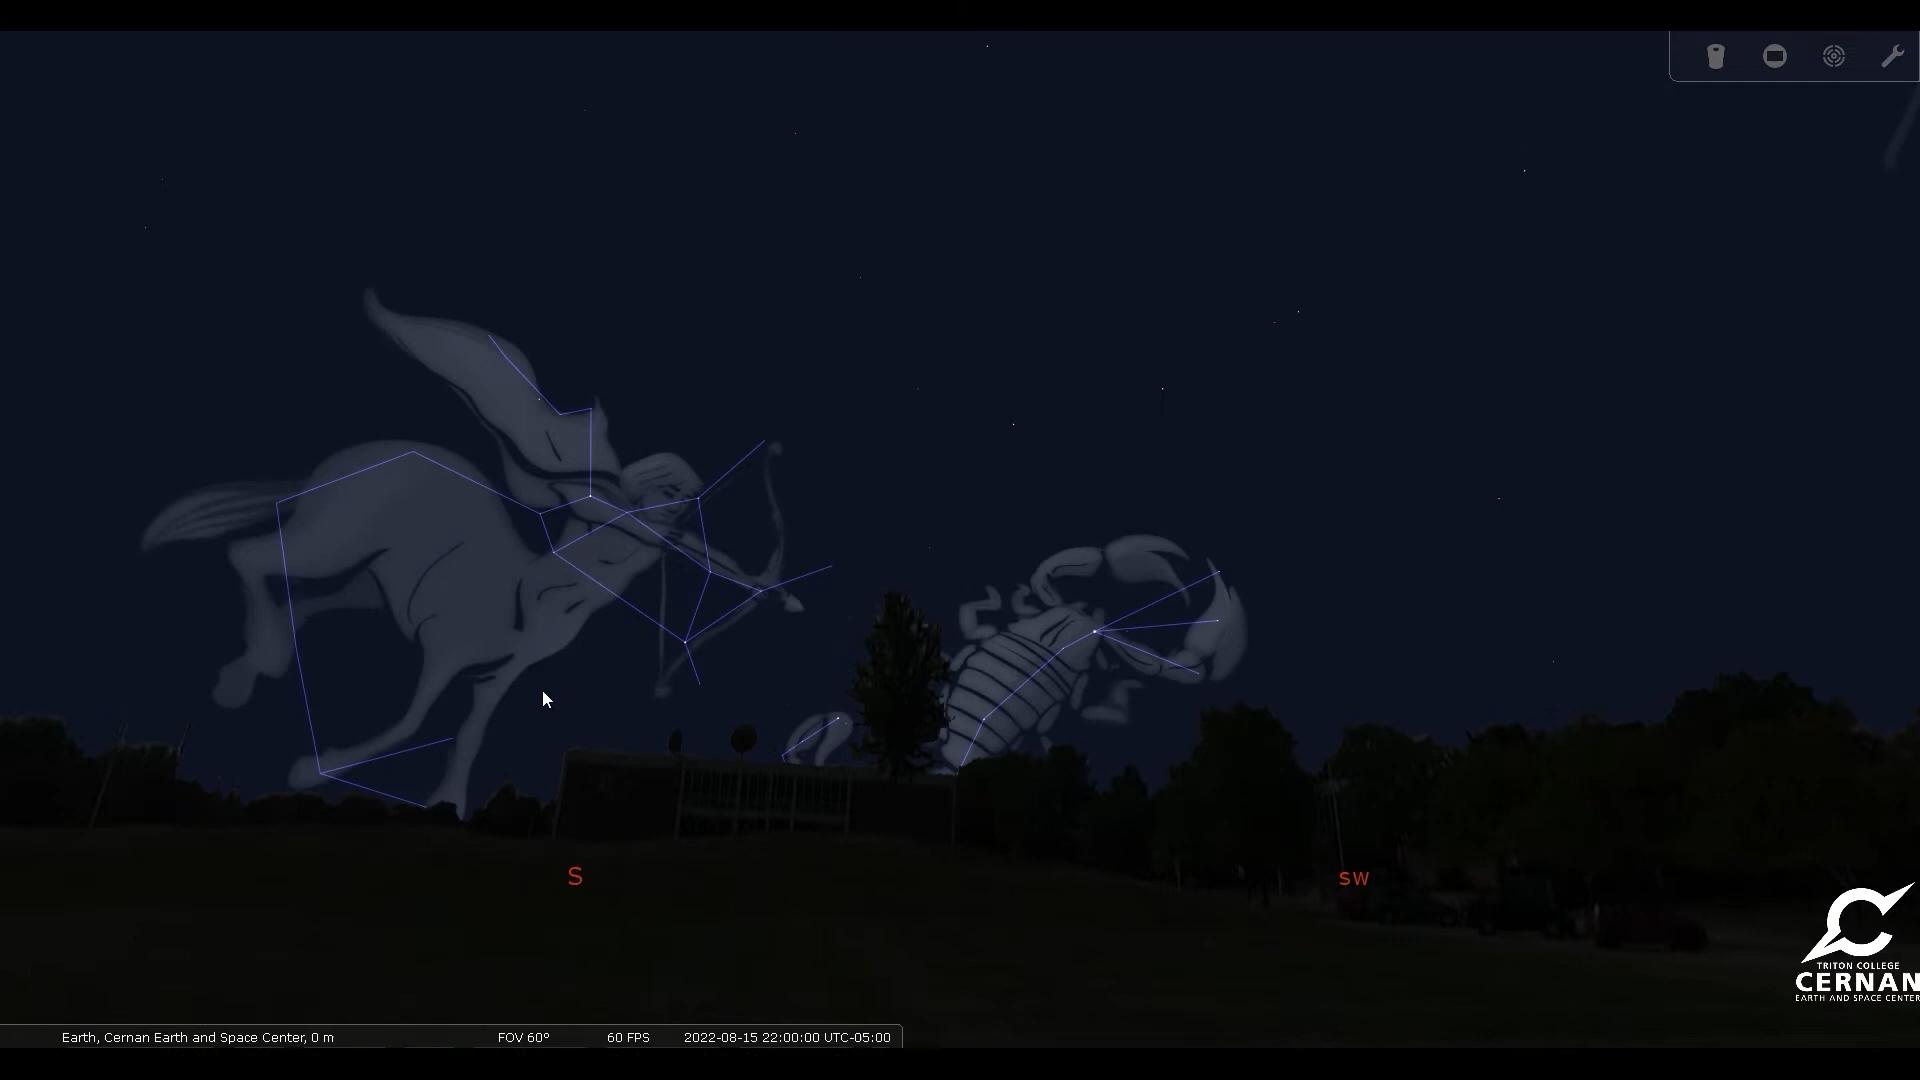 S
SW
TRITON COLLEGE
CERNAN
EARTH AND SPACE CENTER
Earth, Cernan Earth and Space Center, 0 m FOV 60° 60 FPS 2022-08-15 22:00:00 UTC-05:00